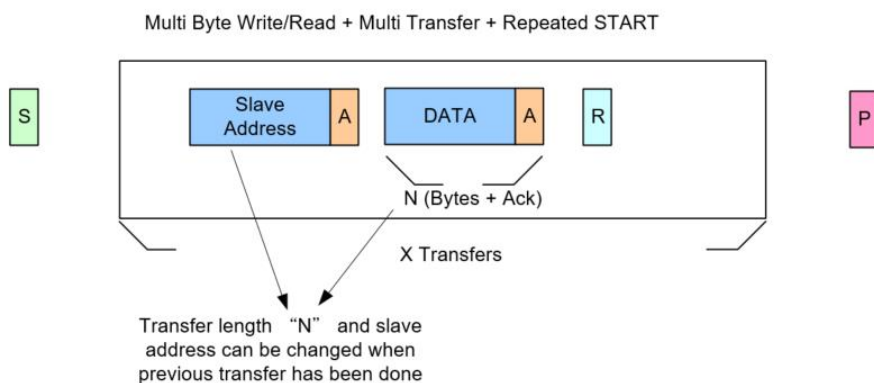 Multi Byte Write/Read + Multi Transfer + Repeated START
S
Slave
Address
A
DATA
A
R
P
N (Bytes + Ack)
X Transfers
Transfer length “N” and slave
address can be changed when
previous transfer has been done